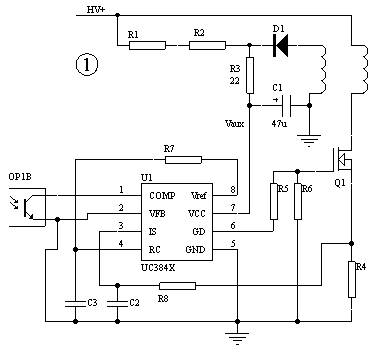 HV+
D1
R1
R2
1
R3
22
C1
+
47u
Vaux
R7
OP1B
U1
Q1
1
COMP
Vref
8
2
VFB
VCC
7
R5
R6
3
IS
GD
6
4
RC
GND
5
UC384X
R4
C3
C2
R8